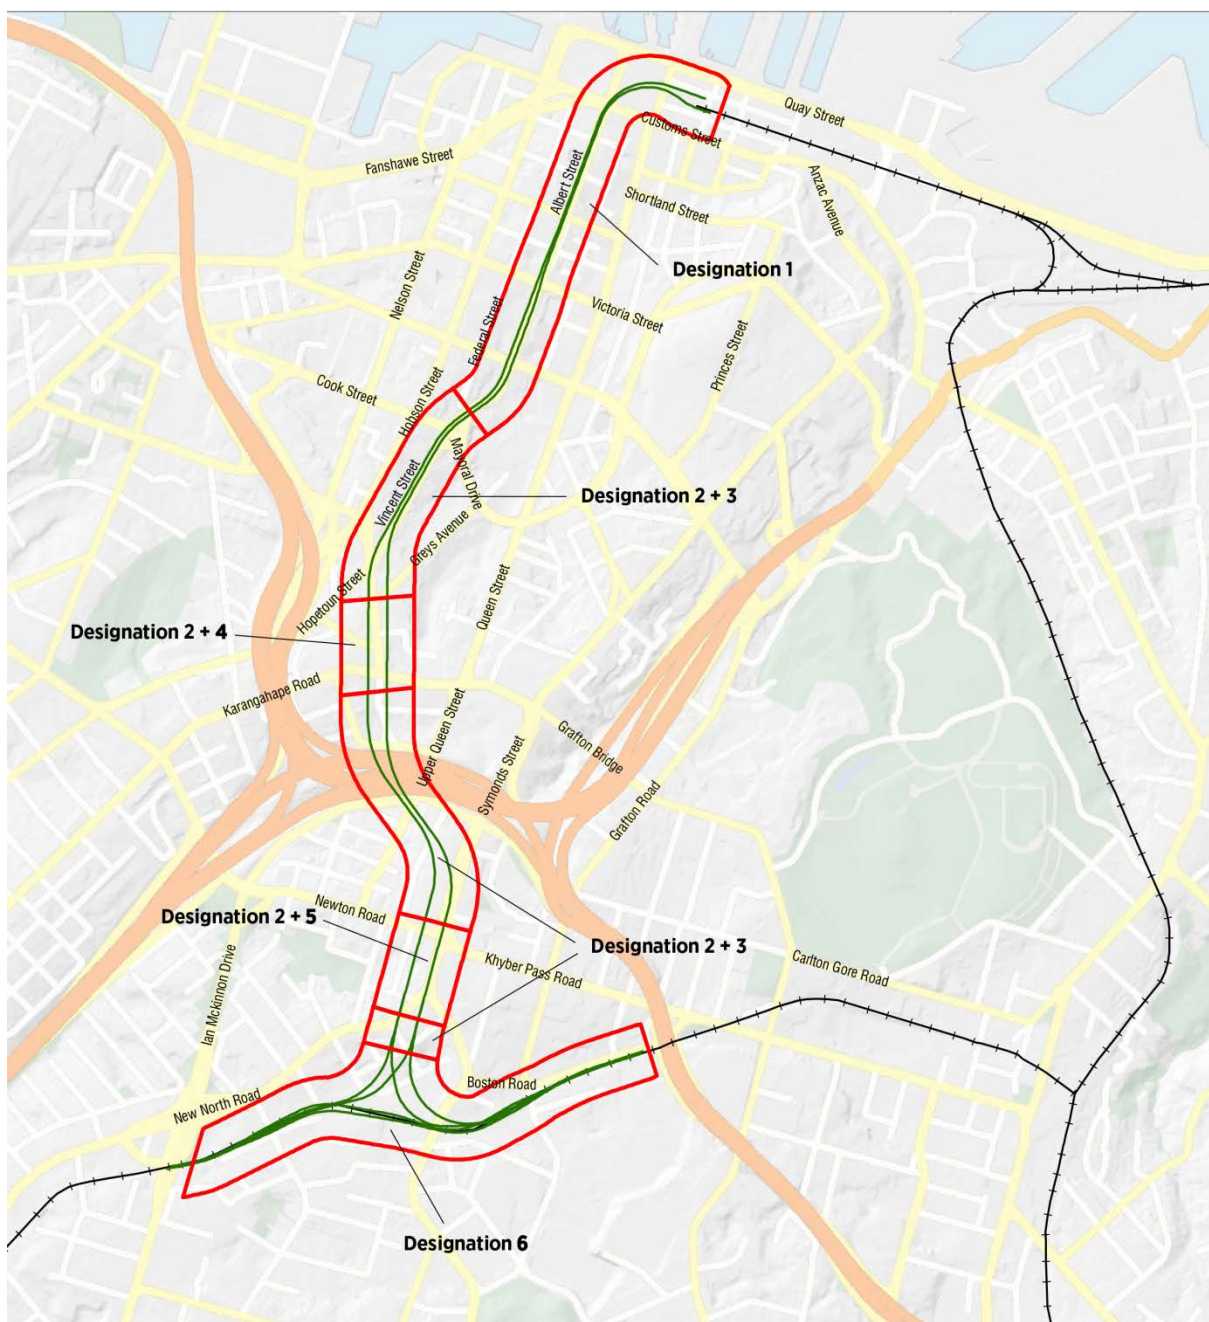 Quay Street
Customs Street
Fanshawe Street
Albert Street
Anzac Avenue
Shortland Street
Designation 1
Nelson Street
Victoria Street
Federal Street
Princes Street
Cook Street
Hobson Street
Mayoral Drive
Designation 2 + 3
Vincent Street
Greys Avenue
Hopetoun Street
Queen Street
Designation 2 + 4
Karangahape Road
Upper Queen Street
Grafton Bridge
Symonds Street
Grafton Road
Newton Road
Designation 2 + 5
Designation 2 + 3
Khyber Pass Road
Carlton Gore Road
Ian Mckinnon Drive
Boston Road
New North Road
Designation 6